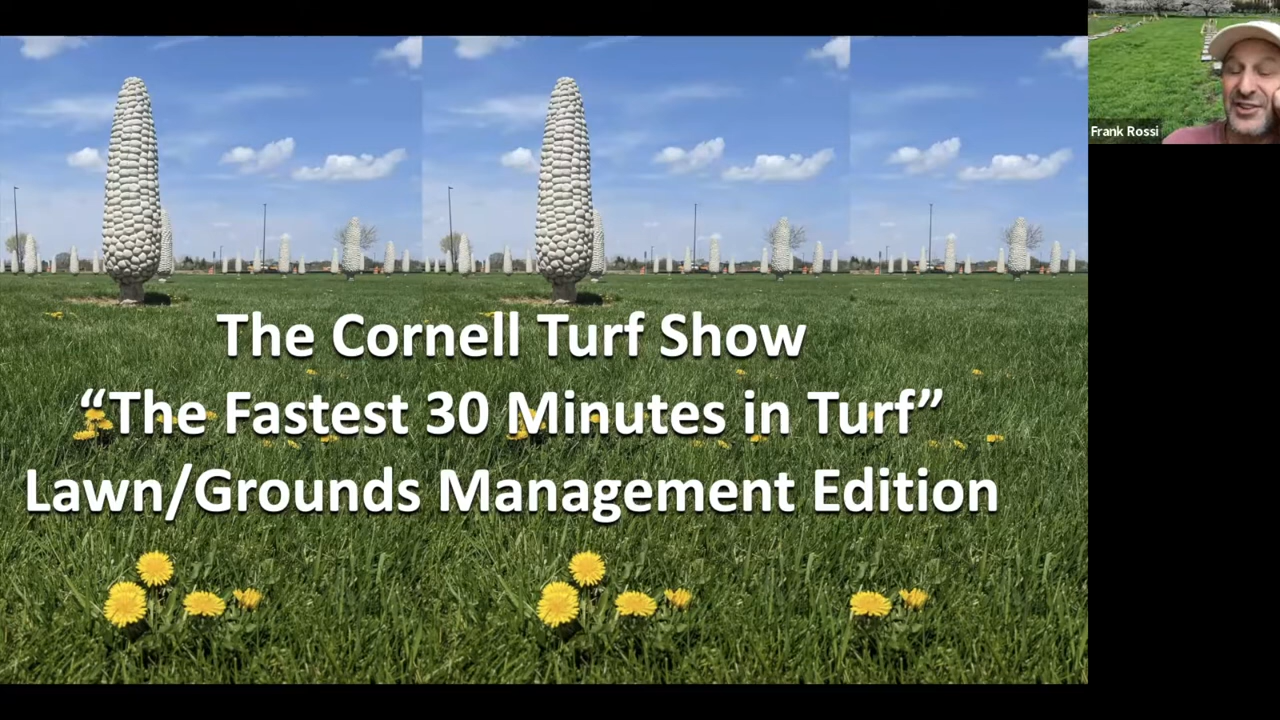 Frank Rossi
The Cornell Turf Show
“The Fastest 30 Minutes in Turf”
Lawn/Grounds Management Edition